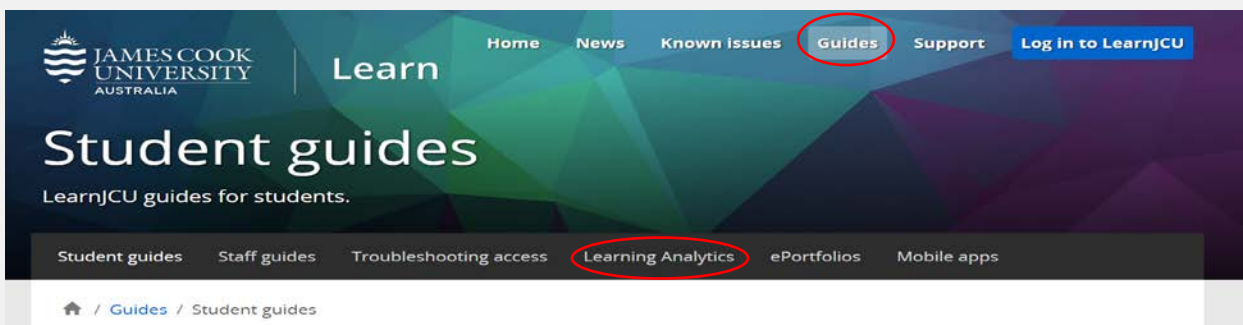 Home News Known issues Guides Support Log in to LearnJCU
JAMES COOK
UNIVERSITY
AUSTRALIA
Learn
Student guides
LearnJCU guides for students.
Student guides Staff guides Troubleshooting access Learning Analytics ePortfolios Mobile apps
/ Guides / Student guides